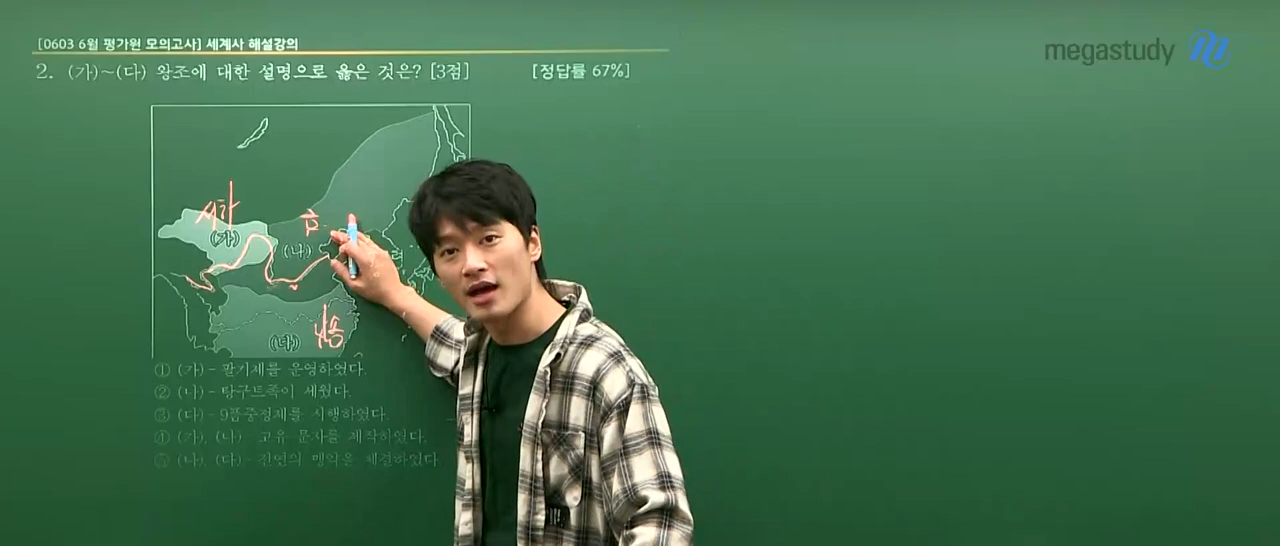 [0603 6월 평가원 모의고사] 세계사 해설강의
megastudy
2. (가)~(다) 왕조에 대한 설명으로 옳은 것은? [3점] [정답률 67%]
서하
금
(가)
(나)
려
남송
(다)
① (가) - 팔기제를 운영하였다.
② (나) - 탕구트족이 세웠다.
③ (다) - 9품중정제를 시행하였다.
④ (가), (나) - 고유 문자를 제작하였다.
⑤ (나), (다) - 전연의 맹약을 체결하였다